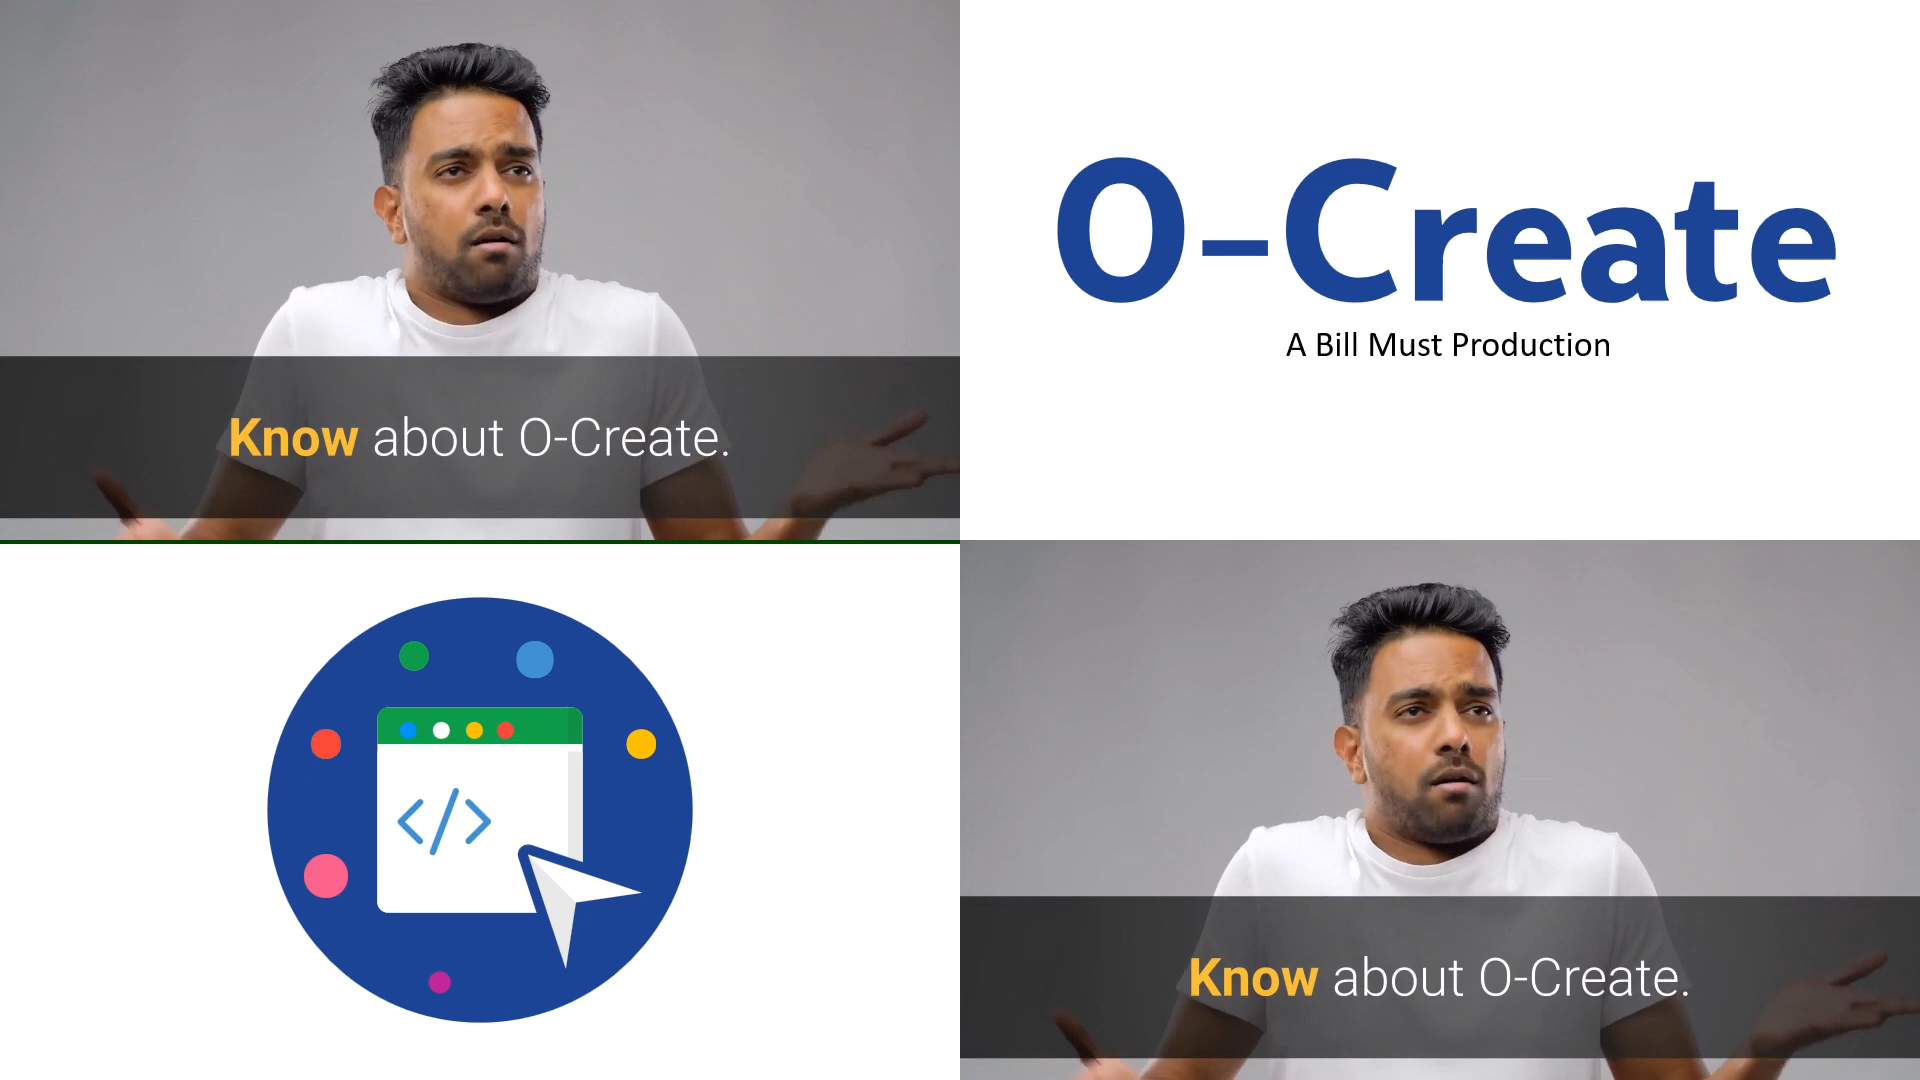 Know about O-Create.
O-Create
A Bill Must Production
</>
Know about O-Create.